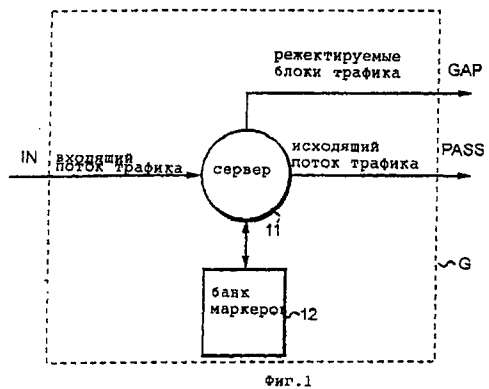 режектируемые
блоки трафика
GAP
IN
входящий
поток трафика
исходящий
поток трафика
PASS
сервер
11
G
банк
маркеров
12
Фиг.1